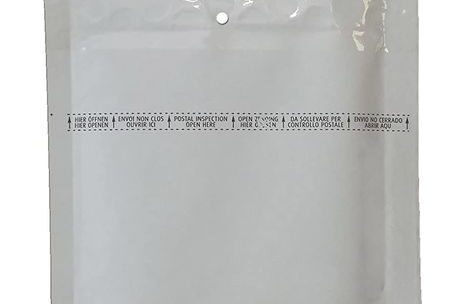 HIER ÖFFNEN ENVOI NON CLOS POSTAL INSPECTION OPEN DA SOLLEVARE PER ENVIO NO CERRADO
HIER OPENEN OUVRIR ICI OPEN HERE HIER CONTROLLO POSTALE ABRIR AQU